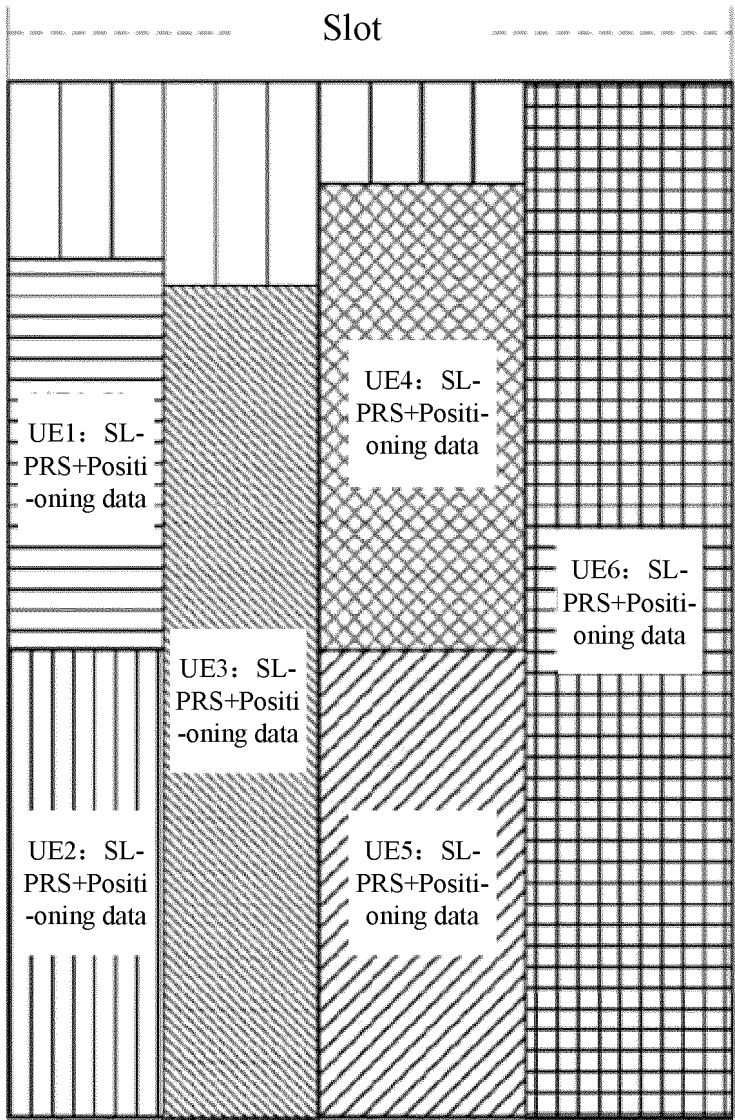 Slot
UE1：SL-
PRS+Positi
-oning data
UE2：SL-
PRS+Positi
-oning data
UE3：SL-
PRS+Positi
-oning data
UE4：SL-
PRS+Positi-
oning data
UE5：SL-
PRS+Positi-
oning data
UE6：SL-
PRS+Positi-
oning data